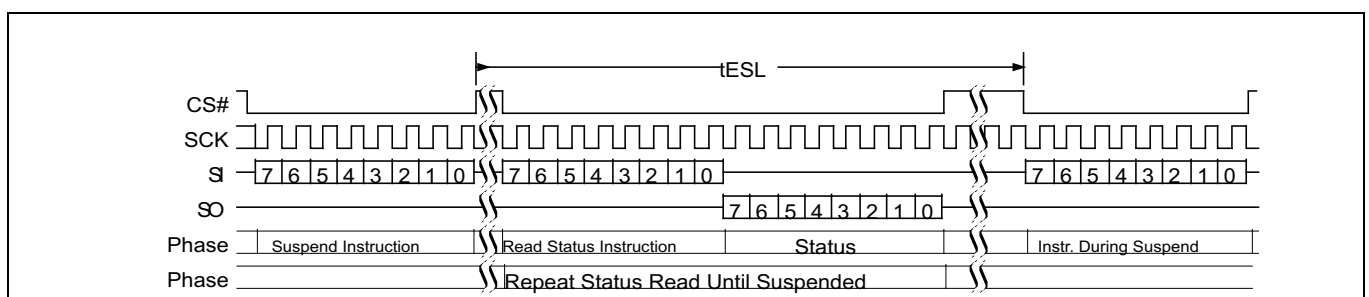 tESL
CS#
SCK
SI 7 6 5 4 3 2 1 0 7 6 5 4 3 2 1 0 7 6 5 4 3 2 1 0
SO 7 6 5 4 3 2 1 0
Phase Suspend Instruction Read Status Instruction Status Instr. During Suspend
Phase Repeat Status Read Until Suspended